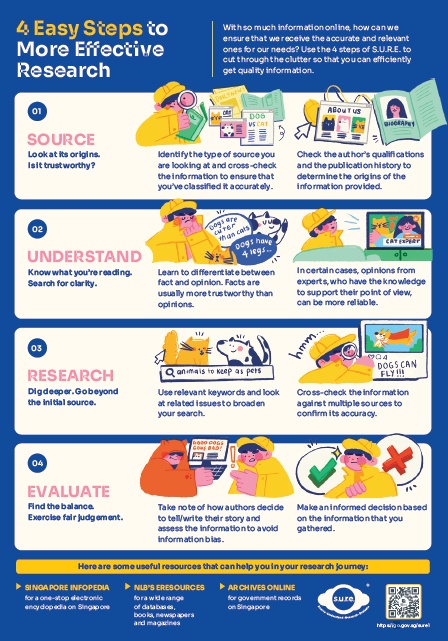 4 Easy Steps to
More Effective
Research
With so much information online, how can we
ensure that we receive the accurate and relevant
ones for our needs? Use the 4 steps of S.U.R.E. to
cut through the clutter so that you can efficiently
get quality information.
01
SOURCE
Look at its origins.
Is it trustworthy?
DOG
VS
CAT
Identify the type of source you
are looking at and cross-check
the information to ensure that
you've classified it accurately.
ABOUT US
BIOGRAPHY
Check the author's qualifications
and the publication history to
determine the origins of the
information provided.
02
UNDERSTAND
Know what you're reading.
Search for clarity.
Dogs are
cuter
than cats
Dogs have
4 legs...
Learn to differentiate between
fact and opinion. Facts are
usually more trustworthy than
opinions.
CAT EXPERT
In certain cases, opinions from
experts, who have the knowledge
to support their point of view,
can be more reliable.
03
RESEARCH
Dig deeper. Go beyond
the initial source.
animals to keep as pets
Use relevant keywords and look
at related issues to broaden
your search.
hmm...
DOGS CAN
FLY!!!
Cross-check the information
against multiple sources to
confirm its accuracy.
04
EVALUATE
Find the balance.
Exercise fair judgement.
GOOD DOGS
GONE BAD!
Take note of how authors decide
to tell/write their story and
assess the information to avoid
information bias.
Make an informed decision based
on the information that you
gathered.
Here are some useful resources that can help you in your research journey:
SINGAPORE INFOPEDIA
for a one-stop electronic
encyclopedia on Singapore
NLB'S ERESOURCES
for a wide range
of databases,
books, newspapers
and magazines
ARCHIVES ONLINE
for government records
on Singapore
s.u.re.